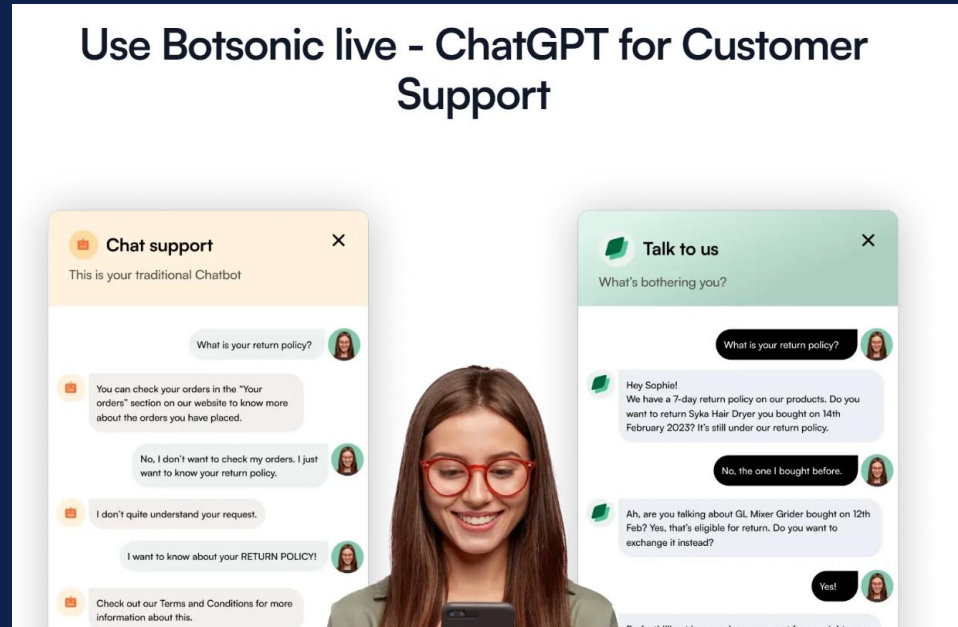 Use Botsonic live - ChatGPT for Customer
Support
Chat support
This is your traditional Chatbot
What is your return policy?
You can check your orders in the "Your
orders" section on our website to know more
about the orders you have placed.
No, I don't want to check my orders. I just
want to know your return policy.
I don't quite understand your request.
I want to know about your RETURN POLICY!
Check out our Terms and Conditions for more
information about this.
Talk to us
What's bothering you?
What is your return policy?
Hey Sophie!
We have a 7-day return policy on our products. Do you
want to return Syka Hair Dryer you bought on 14th
February 2023? It's still under our return policy.
No, the one I bought before.
Ah, are you talking about GL Mixer Grider bought on 12th
Feb? Yes, that's eligible for return. Do you want to
exchange it instead?
Yes!